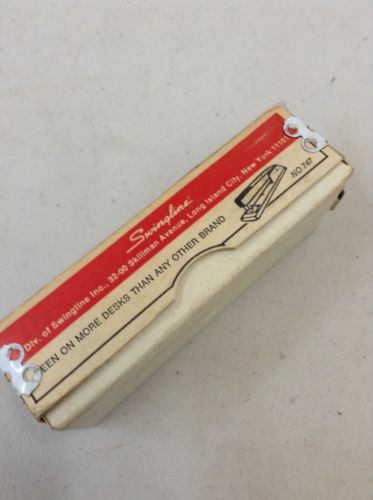 Swingline®
Div. of Swingline Inc., 32-00 Skillman Avenue, Long Island City, New York 11101
EEN ON MORE DESKS THAN ANY OTHER BRAND
NO. 747